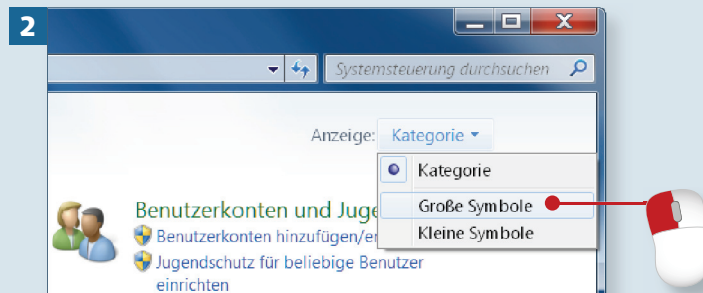 2
Systemsteuerung durchsuchen
Anzeige: Kategorie
Kategorie
Große Symbole
Kleine Symbole
Benutzerkonten und Juge
Benutzerkonten hinzufügen/e
Jugendschutz für beliebige Benutzer
einrichten